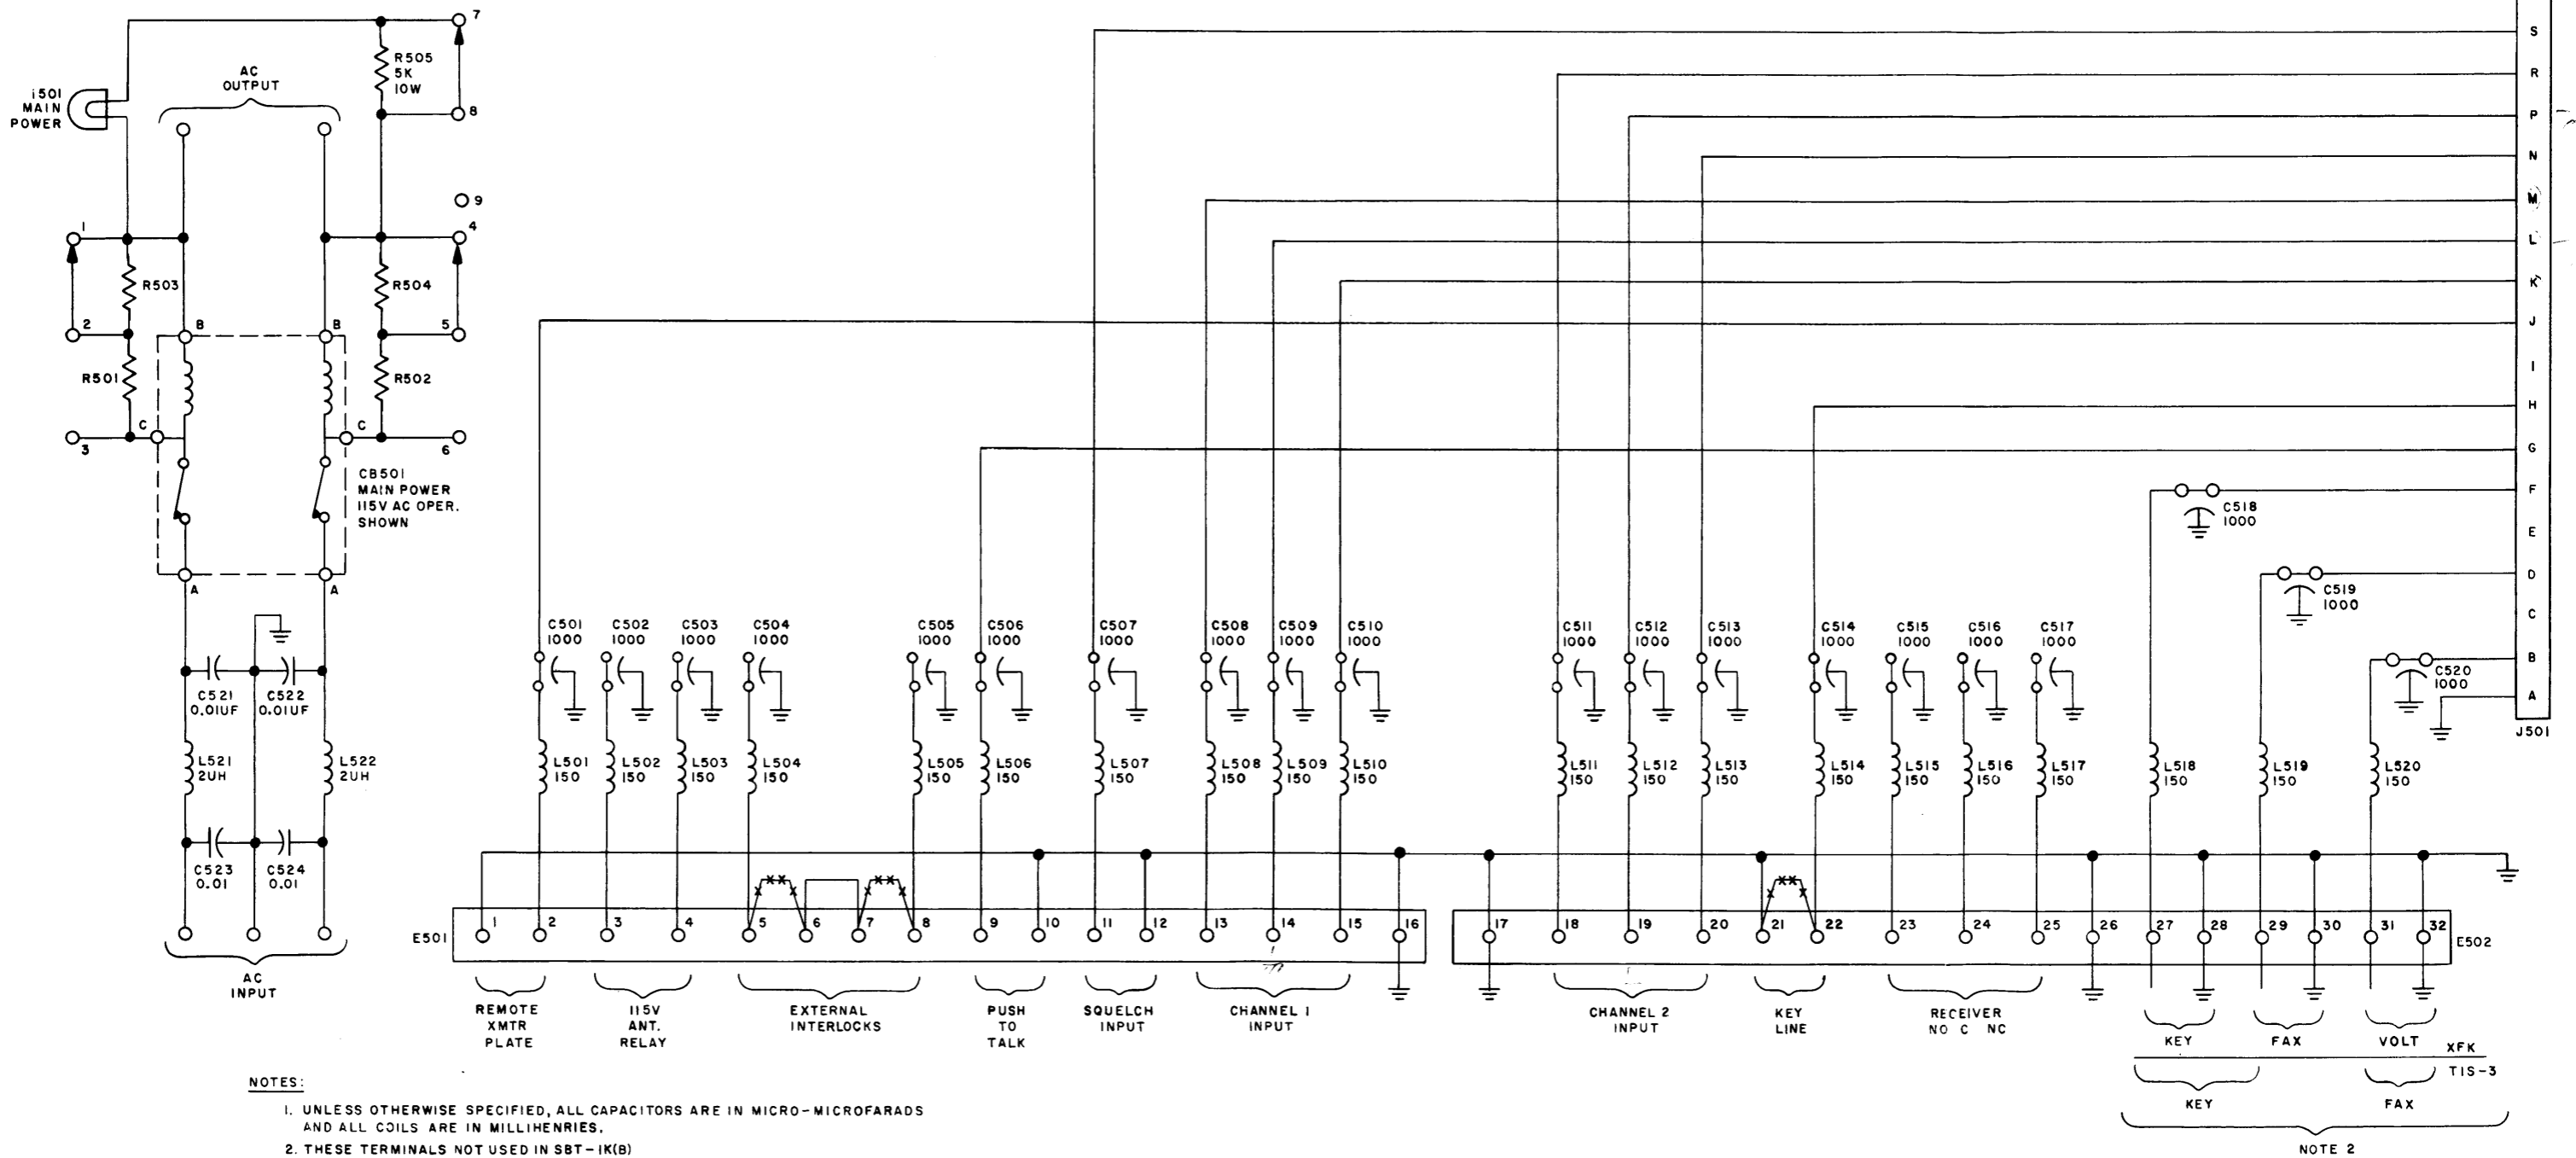 i501
MAIN
POWER
AC
OUTPUT
R505
5K
10W
7
8
9
1
2
3
4
5
6
R503
R504
R501
R502
B
B
C
C
CB501
MAIN POWER
115V AC OPER.
SHOWN
A
A
C521
0.01UF
C522
0.01UF
L521
2UH
L522
2UH
C523
0.01
C524
0.01
AC
INPUT
S
R
P
N
M
L
K
J
I
H
G
F
E
D
C
B
A
J501
C518
1000
C519
1000
C520
1000
C501
1000
C502
1000
C503
1000
C504
1000
C505
1000
C506
1000
C507
1000
C508
1000
C509
1000
C510
1000
C511
1000
C512
1000
C513
1000
C514
1000
C515
1000
C516
1000
C517
1000
L501
150
L502
150
L503
150
L504
150
L505
150
L506
150
L507
150
L508
150
L509
150
L510
150
L511
150
L512
150
L513
150
L514
150
L515
150
L516
150
L517
150
L518
150
L519
150
L520
150
E501
1 2 3 4 5 6 7 8 9 10 11 12 13 14 15 16
17 18 19 20 21 22 23 24 25 26 27 28 29 30 31 32
E502
REMOTE
XMTR
PLATE
115V
ANT.
RELAY
EXTERNAL
INTERLOCKS
PUSH
TO
TALK
SQUELCH
INPUT
CHANNEL 1
INPUT
CHANNEL 2
INPUT
KEY
LINE
RECEIVER
NO C NC
KEY
FAX
VOLT
XFK
TIS-3
KEY
FAX
NOTE 2
NOTES:
1. UNLESS OTHERWISE SPECIFIED, ALL CAPACITORS ARE IN MICRO-MICROFARADS
AND ALL COILS ARE IN MILLIHENRIES.
2. THESE TERMINALS NOT USED IN SBT-1K(B)